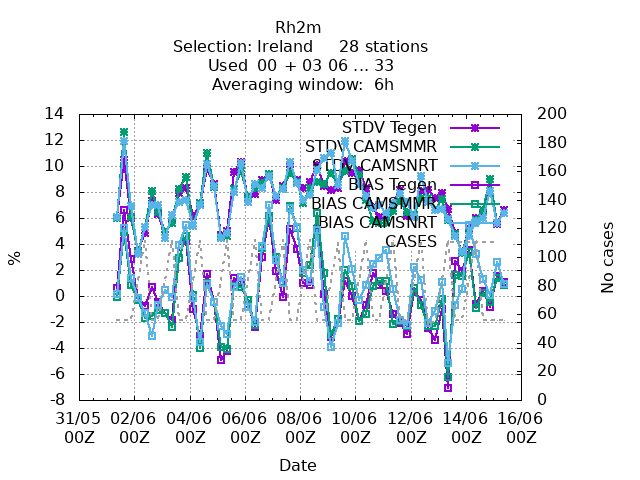 Rh2m
Selection: Ireland 28 stations
Used 00 + 03 06 ... 33
Averaging window: 6h
14
12
10
8
6
4
2
0
-2
-4
-6
-8
%
200
180
160
140
120
100
80
60
40
20
0
No cases
STDV Tegen
STDV CAMSMMR
STDV CAMSNRT
BIAS Tegen
BIAS CAMSMMR
BIAS CAMSNRT
CASES
31/05 02/06 04/06 06/06 08/06 10/06 12/06 14/06 16/06
00Z 00Z 00Z 00Z 00Z 00Z 00Z 00Z 00Z
Date